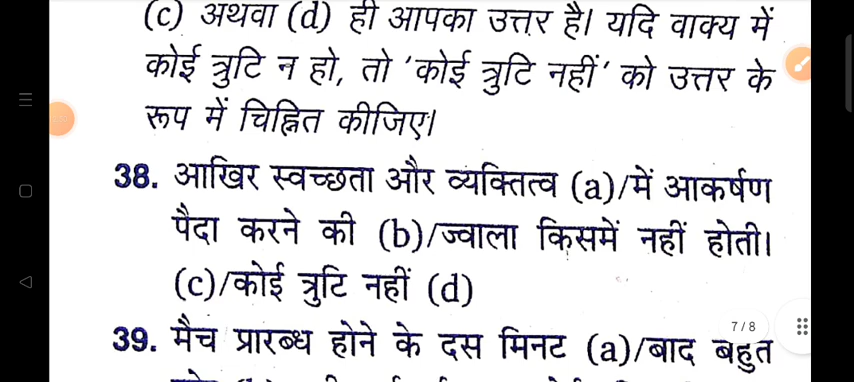 (c) अथवा (d) ही आपका उत्तर है। यदि वाक्य में
कोई त्रुटि न हो, तो 'कोई त्रुटि नहीं' को उत्तर के
रूप में चिह्नित कीजिए।
38. आखिर स्वच्छता और व्यक्तित्व (a)/में आकर्षण
पैदा करने की (b)/ज्वाला किसमें नहीं होती।
(c)/कोई त्रुटि नहीं (d)
39. मैच प्रारब्ध होने के दस मिनट (a)/बाद बहुत
7/8